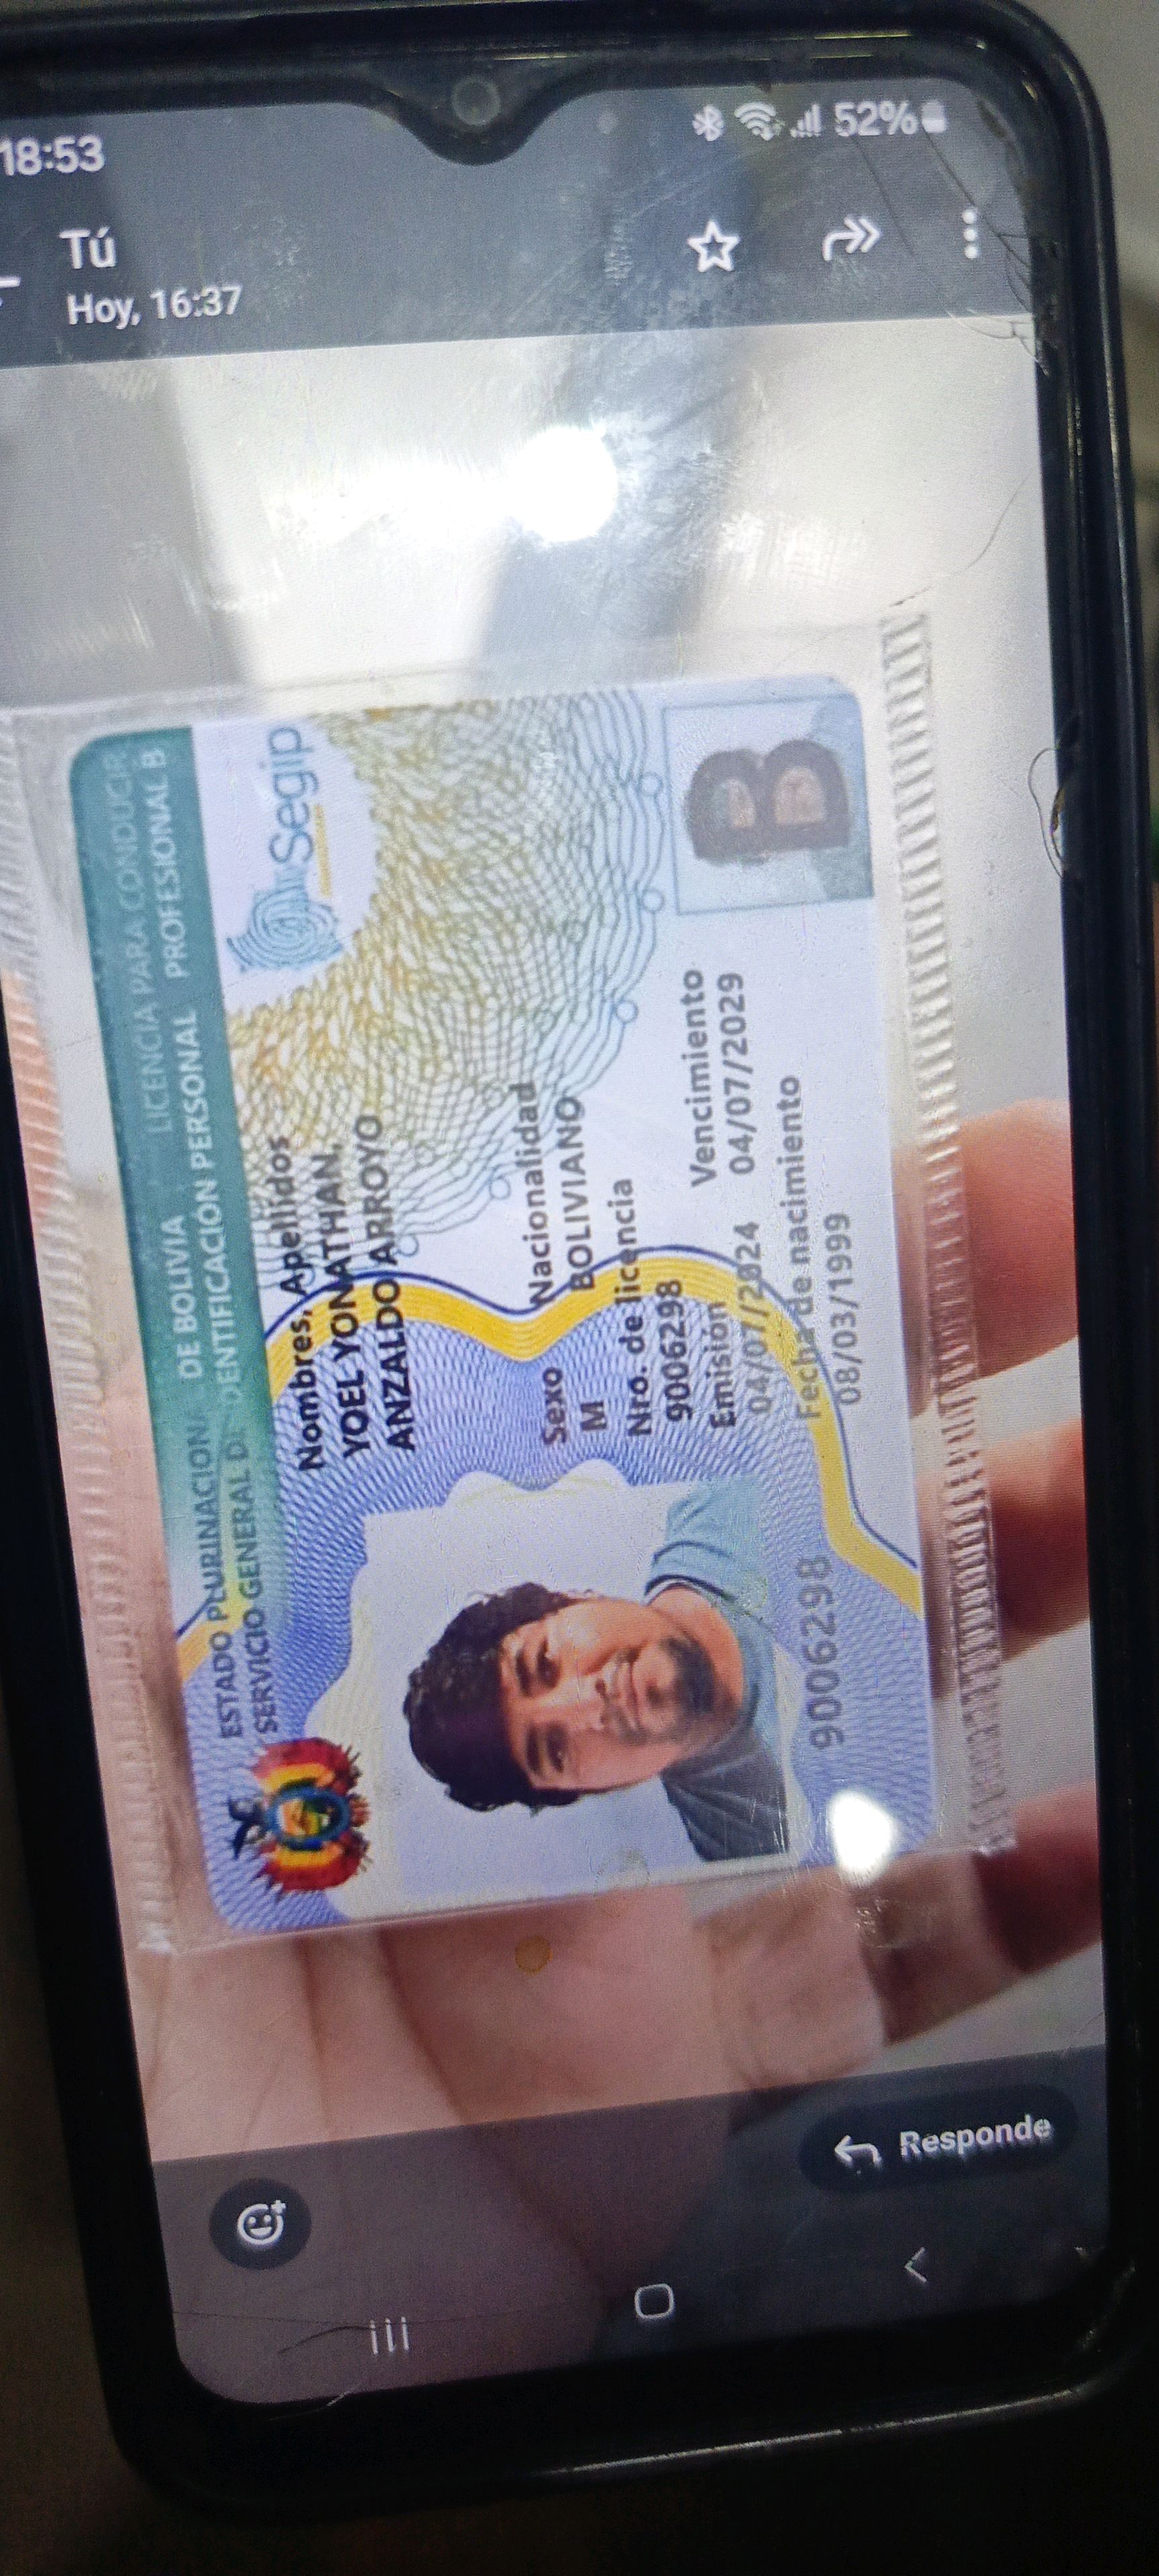 18:53
52%
Tú
Hoy, 16:37
ESTADO PLURINACIONAL DE BOLIVIA
SERVICIO GENERAL DE IDENTIFICACIÓN PERSONAL
LICENCIA PARA CONDUCIR
PROFESIONAL B
Segip
Nombres, Apellidos
YOEL YONATHAN,
ANZALDO ARROYO
Sexo Nacionalidad
M BOLIVIANO
Nro. de licencia
9006298
Emisión Vencimiento
04/07/2024 04/07/2029
Fecha de nacimiento
08/03/1999
9006298
B
Responde